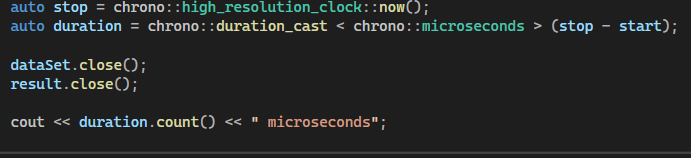 auto stop = chrono::high_resolution_clock::now();
auto duration = chrono::duration_cast < chrono::microseconds > (stop - start);
dataSet.close();
result.close();
cout << duration.count() << " microseconds";